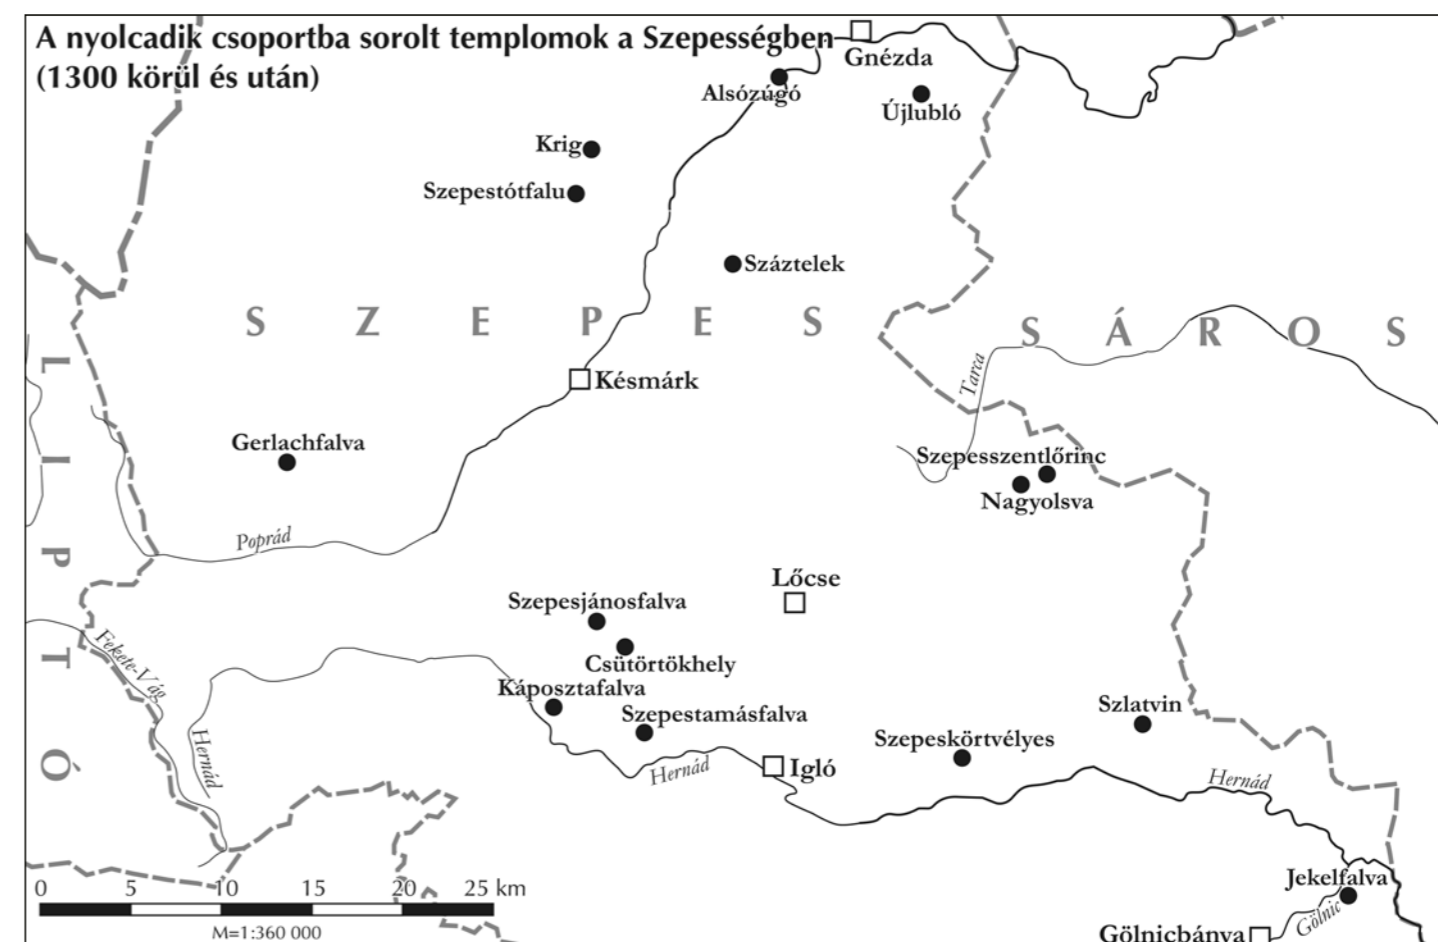 A nyolcadik csoportba sorolt templomok a Szepességben
(1300 körül és után)
Gnézda
Alsózúgó
Újlubló
Krig
Szepestótfalu
Száztelek
S Z E P E S
S Á R O S
L I P T Ó
Tarca
Késmárk
Gerlachfalva
Szepesszentlőrinc
Nagyolsva
Poprád
Lőcse
Szepesjánosfalva
Csütörtökhely
Fekete-Vág
Káposztafalva
Szepestamásfalva
Szlatvin
Szepeskörtvélyes
Hernád
Hernád
Igló
Hernád
Jekelfalva
Gölnic
Gölnicbánya
0 5 10 15 20 25 km
M=1:360 000